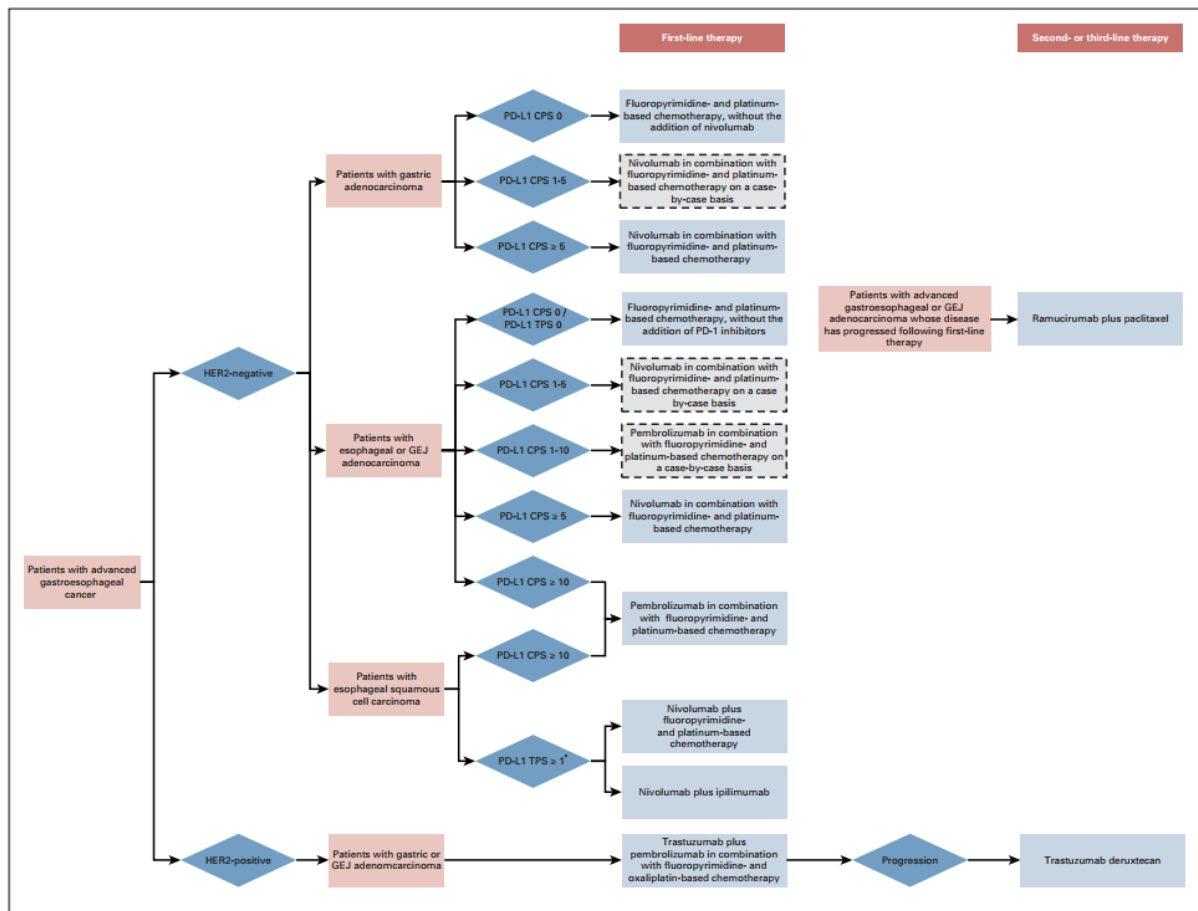 First-line therapy
Second- or third-line therapy
PD-L1 CPS 0
Fluoropyrimidine- and platinum-
based chemotherapy, without the
addition of nivolumab
Patients with gastric
adenocarcinoma
PD-L1 CPS 1-5
Nivolumab in combination with
fluoropyrimidine- and platinum-
based chemotherapy on a case-
by-case basis
PD-L1 CPS ≥ 5
Nivolumab in combination with
fluoropyrimidine- and platinum-
based chemotherapy
HER2-negative
PD-L1 CPS 0 /
PD-L1 TPS 0
Fluoropyrimidine- and platinum-
based chemotherapy, without the
addition of PD-1 inhibitors
Patients with advanced
gastroesophageal or GEJ
adenocarcinoma whose disease
has progressed following first-line
therapy
Ramucirumab plus paclitaxel
PD-L1 CPS 1-5
Nivolumab in combination with
fluoropyrimidine- and platinum-
based chemotherapy on a case
by-case basis
Patients with
esophageal or GEJ
adenocarcinoma
PD-L1 CPS 1-10
Pembrolizumab in combination
with fluoropyrimidine- and
platinum-based chemotherapy on
a case-by-case basis
PD-L1 CPS ≥ 5
Nivolumab in combination with
fluoropyrimidine- and platinum-
based chemotherapy
Patients with advanced
gastroesophageal
cancer
PD-L1 CPS ≥ 10
Pembrolizumab in combination
with fluoropyrimidine- and
platinum-based chemotherapy
PD-L1 CPS ≥ 10
Patients with
esophageal squamous
cell carcinoma
PD-L1 TPS ≥ 1*
Nivolumab plus
fluoropyrimidine-
and platinum-based
chemotherapy
Nivolumab plus ipilimumab
HER2-positive
Patients with gastric or
GEJ adenomcarcinoma
Trastuzumab plus
pembrolizumab in combination
with fluoropyrimidine- and
oxaliplatin-based chemotherapy
Progression
Trastuzumab deruxtecan